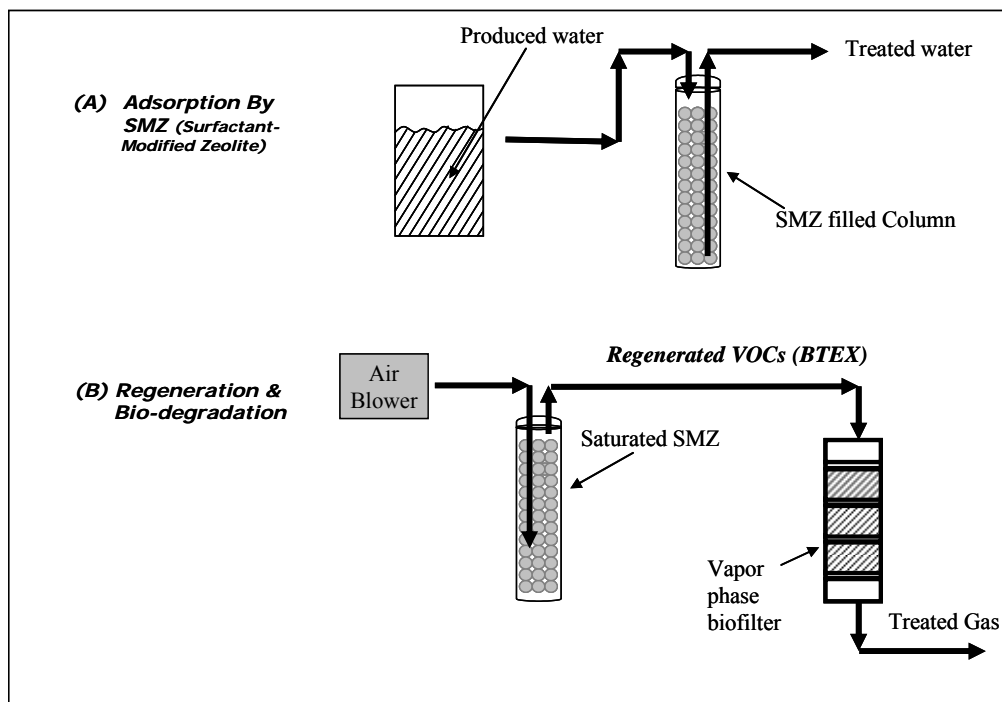 Produced water
Treated water
(A) Adsorption By
SMZ (Surfactant-
Modified Zeolite)
SMZ filled Column
Regenerated VOCs (BTEX)
(B) Regeneration &
Bio-degradation
Air
Blower
Saturated SMZ
Vapor
phase
biofilter
Treated Gas